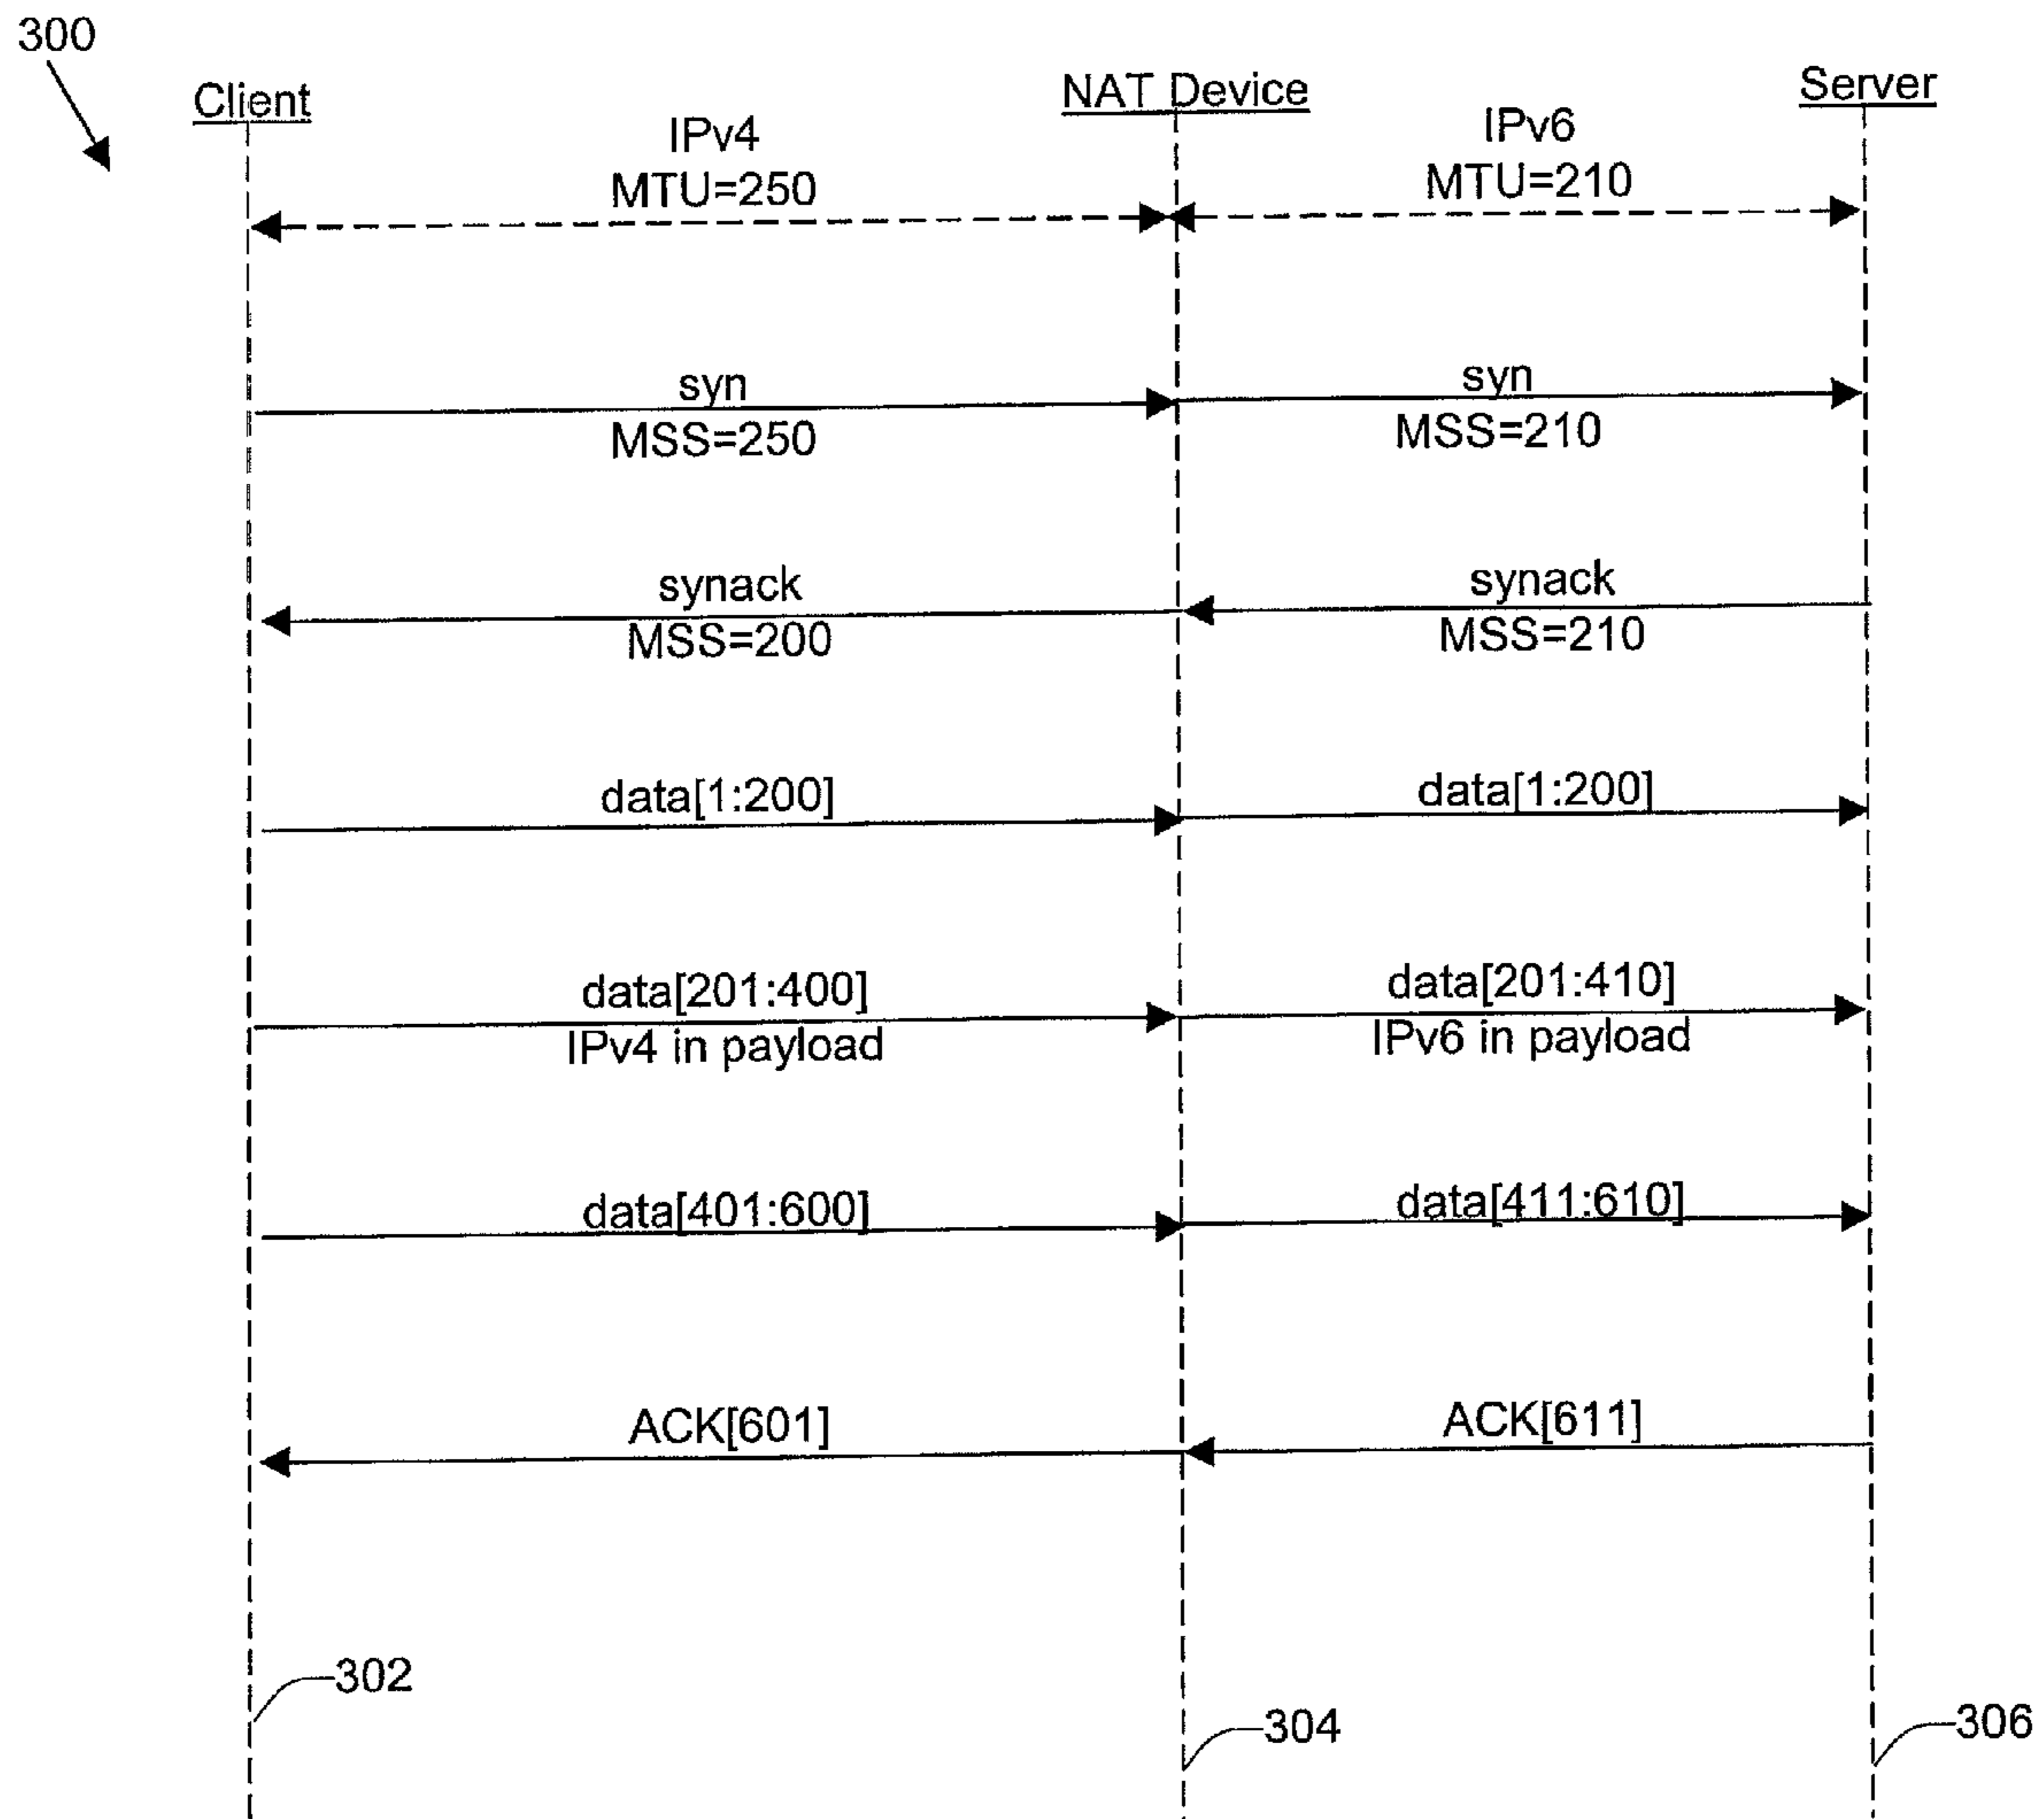 300
Client
NAT Device
Server
IPv4
MTU=250
IPv6
MTU=210
syn
MSS=250
syn
MSS=210
synack
MSS=200
synack
MSS=210
data[1:200]
data[1:200]
data[201:400]
IPv4 in payload
data[201:410]
IPv6 in payload
data[401:600]
data[411:610]
ACK[601]
ACK[611]
302
304
306